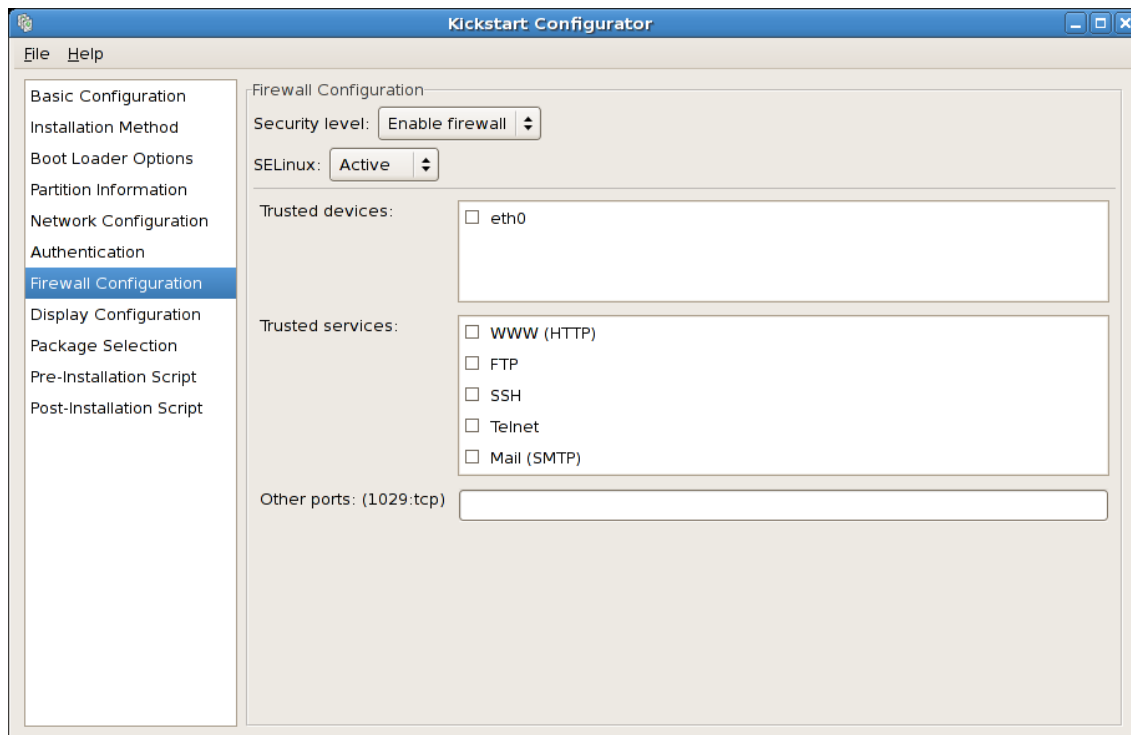 Kickstart Configurator
File Help
Basic Configuration
Installation Method
Boot Loader Options
Partition Information
Network Configuration
Authentication
Firewall Configuration
Display Configuration
Package Selection
Pre-Installation Script
Post-Installation Script
Firewall Configuration
Security level: Enable firewall
SELinux: Active
Trusted devices: eth0
Trusted services: WWW (HTTP)
FTP
SSH
Telnet
Mail (SMTP)
Other ports: (1029:tcp)